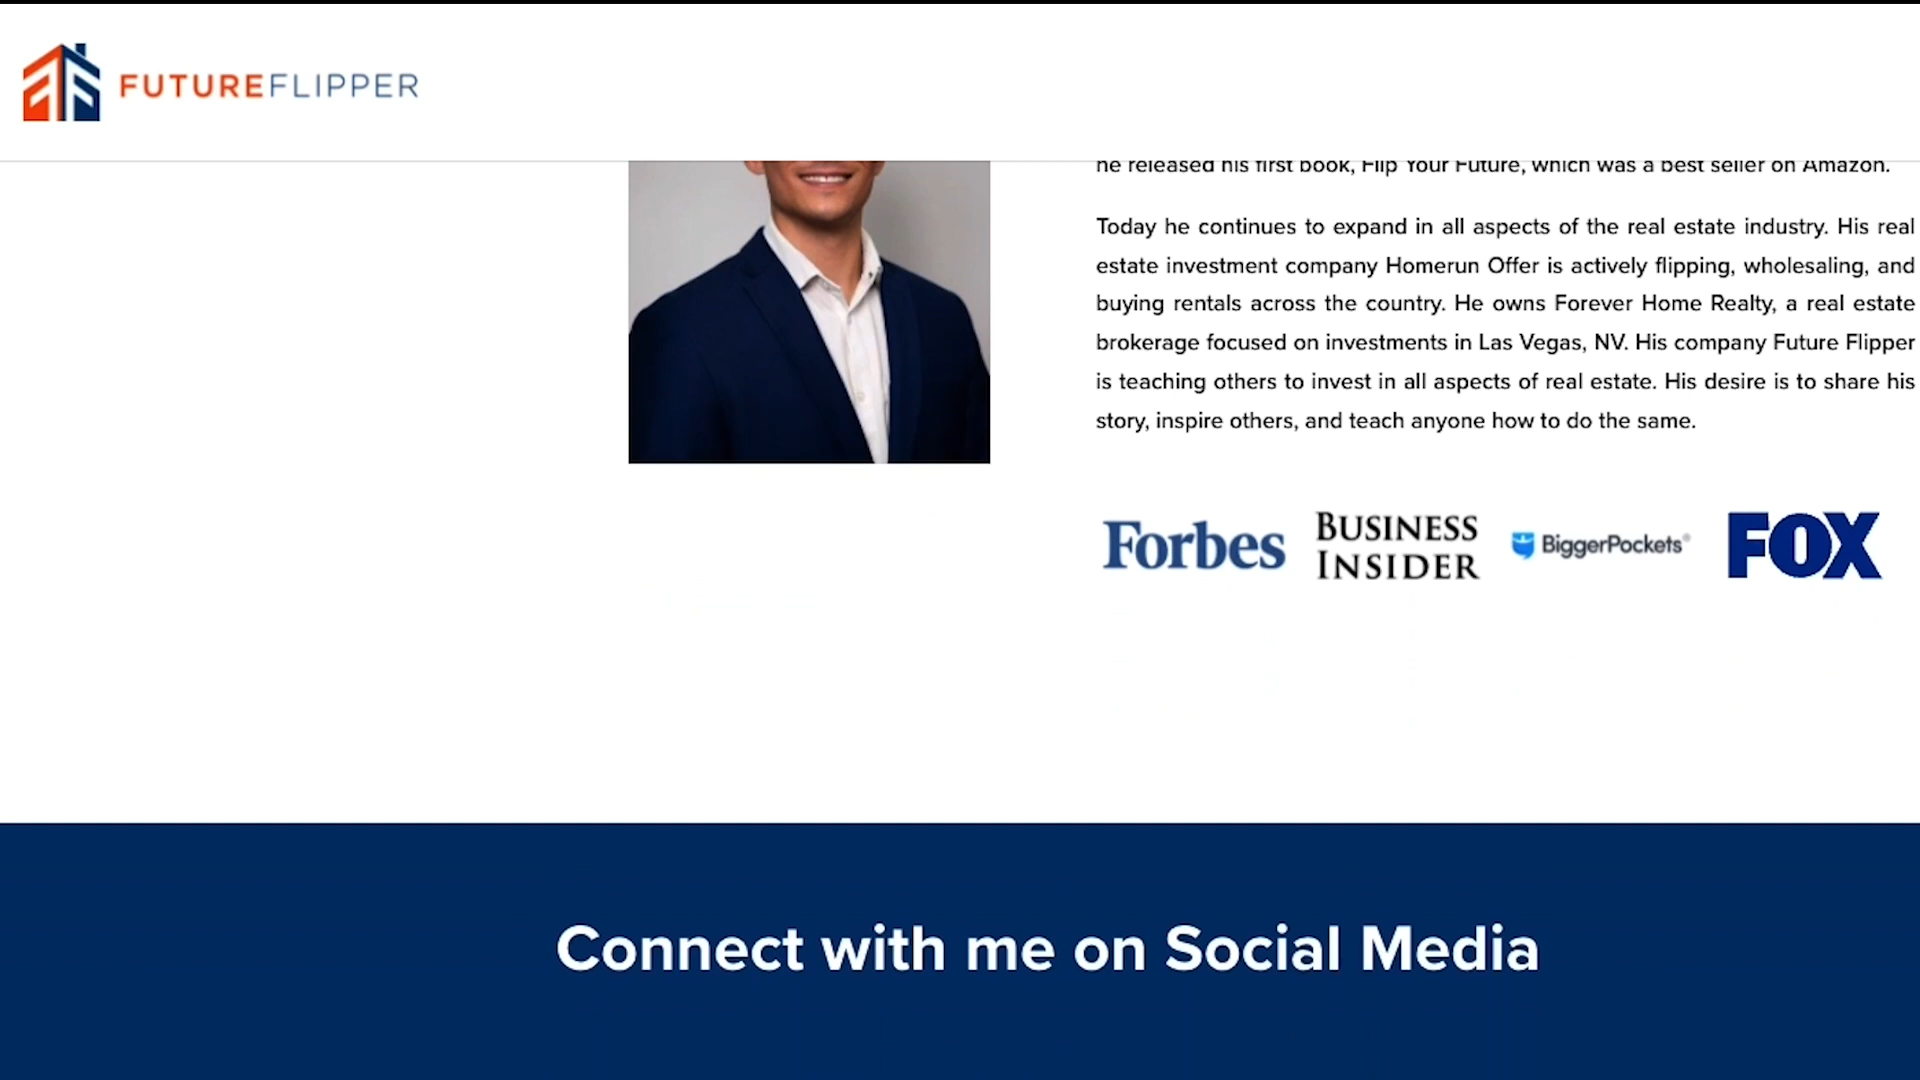 FUTUREFLIPPER
he released his first book, Flip Your Future, which was a best seller on Amazon.
Today he continues to expand in all aspects of the real estate industry. His real
estate investment company Homerun Offer is actively flipping, wholesaling, and
buying rentals across the country. He owns Forever Home Realty, a real estate
brokerage focused on investments in Las Vegas, NV. His company Future Flipper
is teaching others to invest in all aspects of real estate. His desire is to share his
story, inspire others, and teach anyone how to do the same.
Forbes
BUSINESS
INSIDER
BiggerPockets®
FOX
Connect with me on Social Media